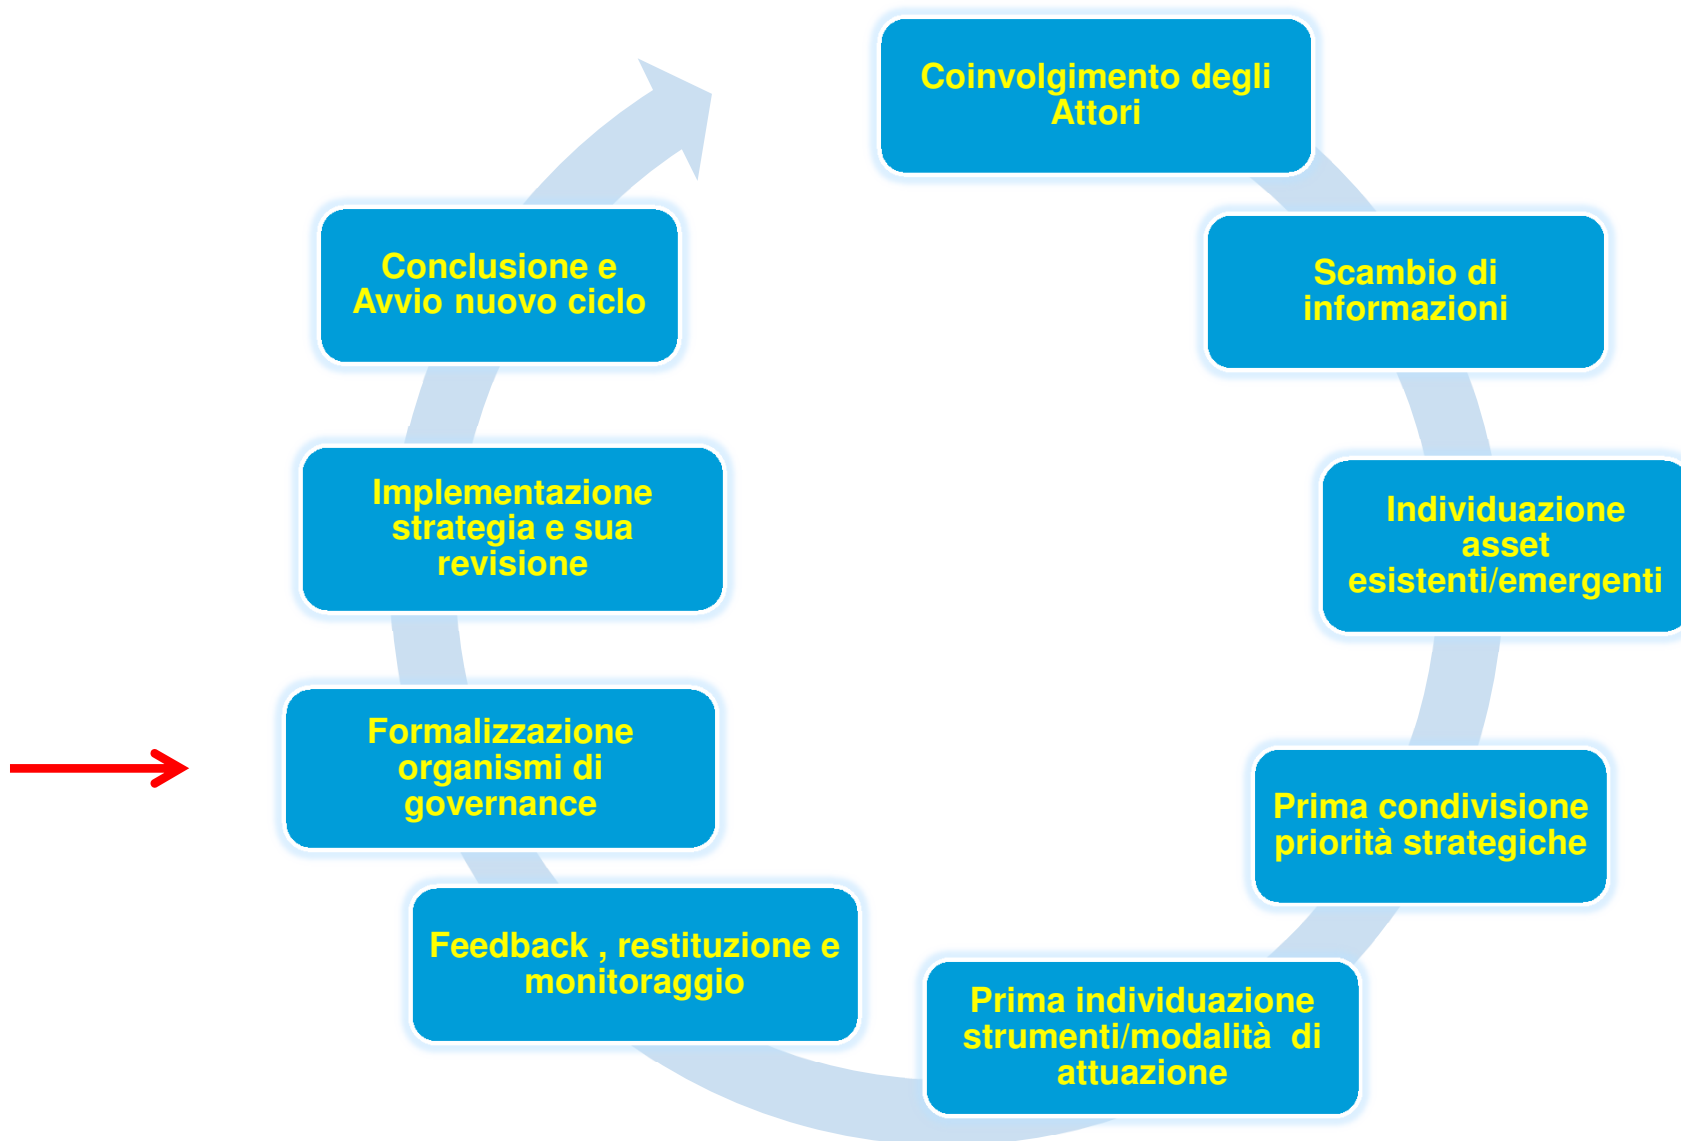 Coinvolgimento degli
Attori
Scambio di
informazioni
Individuazione
asset
esistenti/emergenti
Prima condivisione
priorità strategiche
Prima individuazione
strumenti/modalità di
attuazione
Feedback , restituzione e
monitoraggio
Formalizzazione
organismi di
governance
Implementazione
strategia e sua
revisione
Conclusione e
Avvio nuovo ciclo